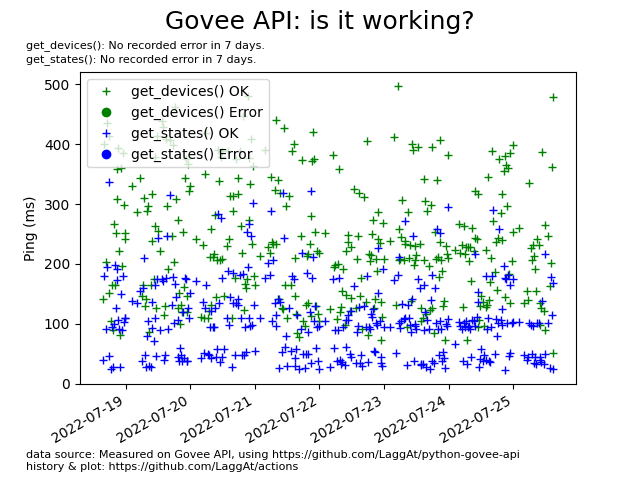 Govee API: is it working?
get_devices(): No recorded error in 7 days.
get_states(): No recorded error in 7 days.
get_devices() OK
get_devices() Error
get_states() OK
get_states() Error
Ping (ms)
500
400
300
200
100
0
2022-07-19
2022-07-20
2022-07-21
2022-07-22
2022-07-23
2022-07-24
2022-07-25
data source: Measured on Govee API, using https://github.com/LaggAt/python-govee-api
history & plot: https://github.com/LaggAt/actions